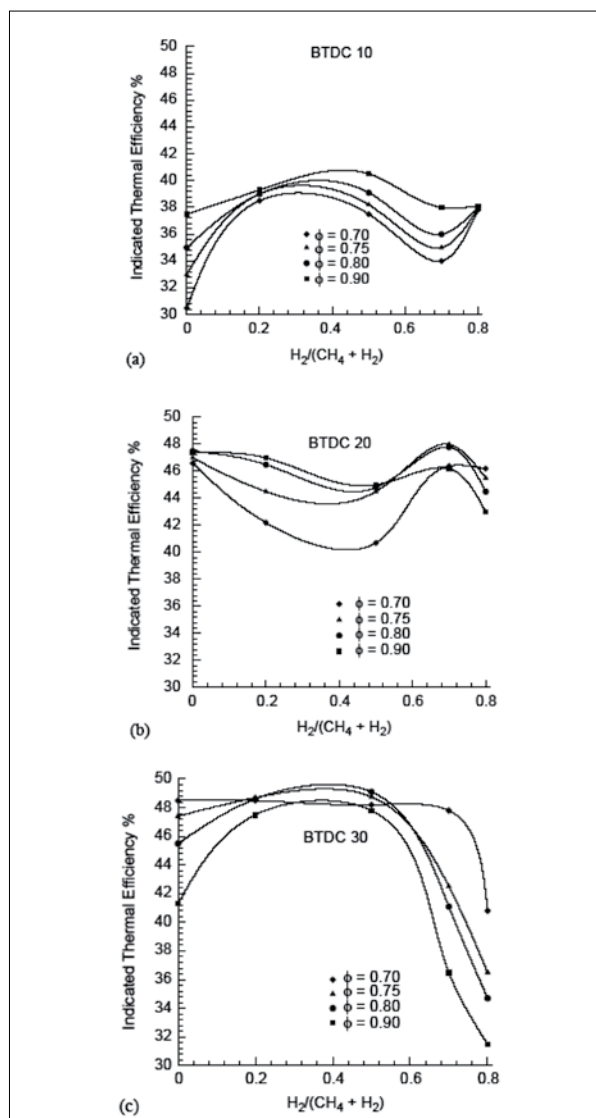 BTDC 10
Indicated Thermal Efficiency %
50
48
46
44
42
40
38
36
34
32
30
ϕ = 0.70
ϕ = 0.75
ϕ = 0.80
ϕ = 0.90
0 0.2 0.4 0.6 0.8
H₂/(CH₄ + H₂)
(a)
BTDC 20
Indicated Thermal Efficiency %
50
48
46
44
42
40
38
36
34
32
30
ϕ = 0.70
ϕ = 0.75
ϕ = 0.80
ϕ = 0.90
0 0.2 0.4 0.6 0.8
H₂/(CH₄ + H₂)
(b)
BTDC 30
Indicated Thermal Efficiency %
50
48
46
44
42
40
38
36
34
32
30
ϕ = 0.70
ϕ = 0.75
ϕ = 0.80
ϕ = 0.90
0 0.2 0.4 0.6 0.8
H₂/(CH₄ + H₂)
(c)